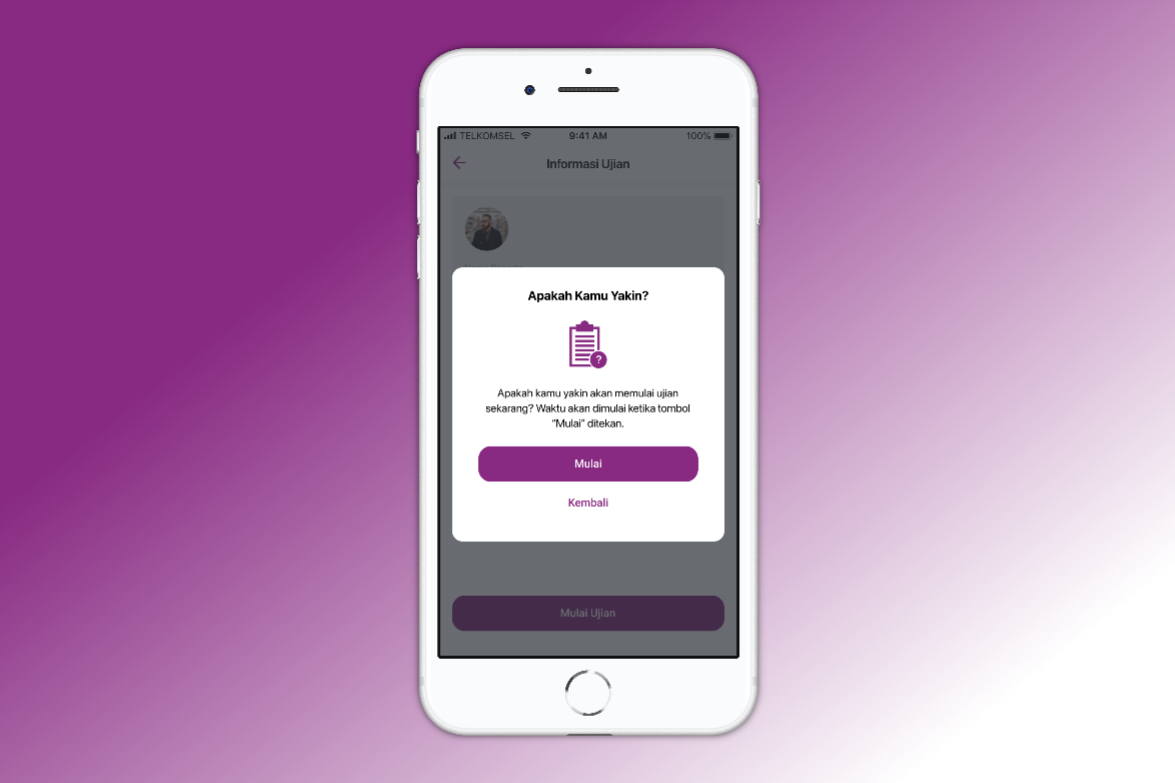 TELKOMSEL 9:41 AM 100%
Informasi Ujian
Apakah Kamu Yakin?
?
Apakah kamu yakin akan memulai ujian
sekarang? Waktu akan dimulai ketika tombol
"Mulai" ditekan.
Mulai
Kembali
Mulai Ujian